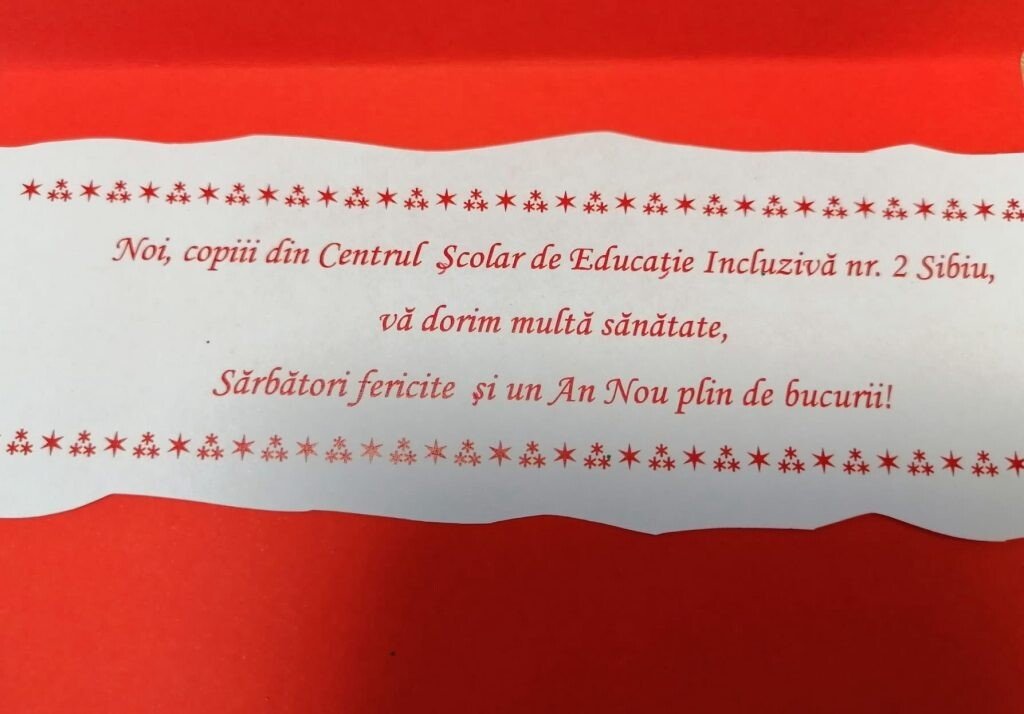 Noi, copiii din Centrul Şcolar de Educaţie Incluzivă nr. 2 Sibiu,
vă dorim multă sănătate,
Sărbători fericite şi un An Nou plin de bucurii!